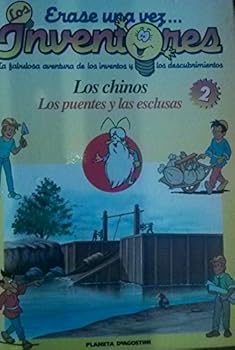 Erase una vez...
Los Inventores
La fabulosa aventura de los inventos y los descubrimientos
Los chinos
Los puentes y las esclusas
2
PLANETA DeAGOSTINI